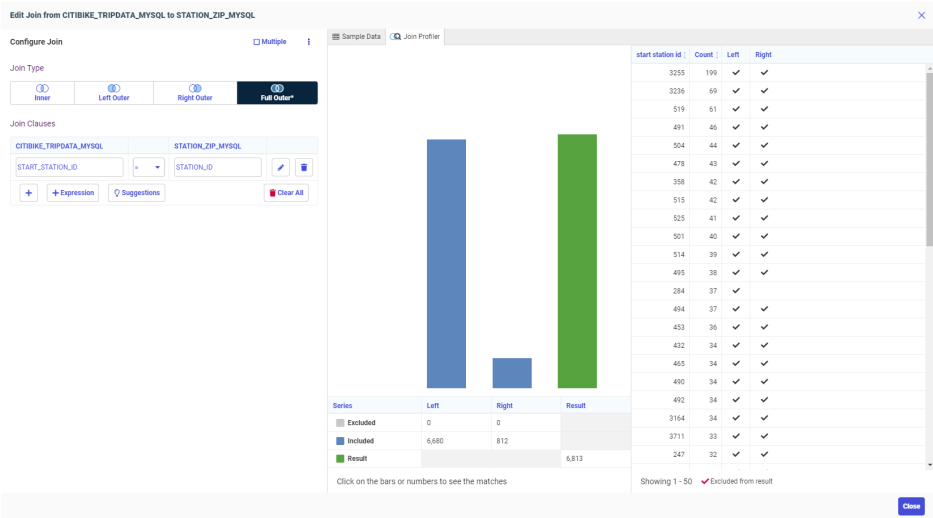 Edit Join from CITIBIKE_TRIPDATA_MYSQL to STATION_ZIP_MYSQL
Configure Join
Multiple
Join Type
Inner
Left Outer
Right Outer
Full Outer*
Join Clauses
CITIBIKE_TRIPDATA_MYSQL STATION_ZIP_MYSQL
START_STATION_ID = STATION_ID
+
+ Expression
Suggestions
Clear All
Sample Data
Join Profiler
Series Left Right Result
Excluded 0 0
Included 6,680 812
Result 6,813
Click on the bars or numbers to see the matches
start station id Count Left Right
3255 199
3236 69
519 61
491 46
504 44
478 43
358 42
515 42
525 41
501 40
514 39
495 38
284 37
494 37
453 36
432 34
465 34
490 34
492 34
3164 34
3711 33
247 32
Showing 1 - 50 Excluded from result
Close